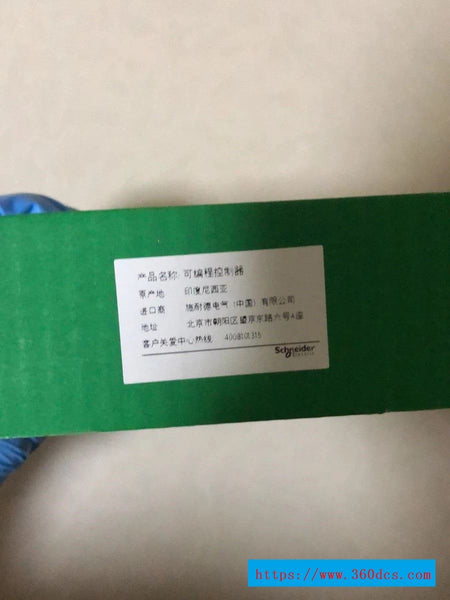 产品名称: 可编程控制器
原产地 印度尼西亚
进口商 施耐德电气 (中国) 有限公司
地址 北京市朝阳区望京东路六号A座
客户关爱中心热线 4008101315
Schneider
Electric
https://www.360dcs.com